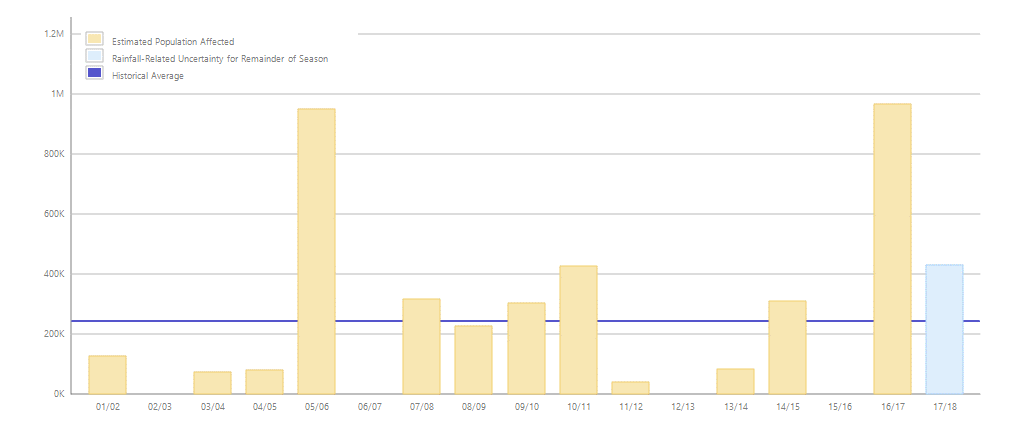 1.2M
Estimated Population Affected
Rainfall-Related Uncertainty for Remainder of Season
Historical Average
1M
800K
600K
400K
200K
0K
01/02 02/03 03/04 04/05 05/06 06/07 07/08 08/09 09/10 10/11 11/12 12/13 13/14 14/15 15/16 16/17 17/18